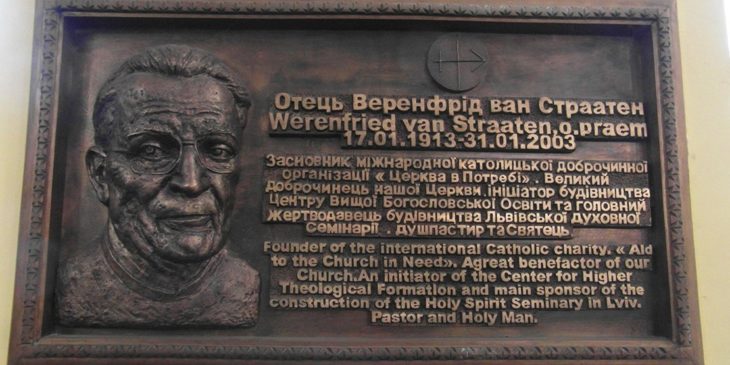 Отець Веренфрід ван Страатен
Werenfried van Straaten,o.praem
17.01.1913-31.01.2003
Засновник міжнародної католицької доброчинної
організації « Церква в Потребі» . Великий
Доброчинець нашої Церкви.Ініціатор будівництва
Центру Вищої Богословської Освіти та головний
жертводавець будівництва Львівської духовної
семінарії . Душпастир та Святець.
Founder of the international Catholic charity. « Aid
to the Church in Need». Agreat benefactor of our
Church.An initiator of the Center for Higher
Theological Formation and main sponsor of the
construction of the Holy Spirit Seminary in Lviv.
Pastor and Holy Man.